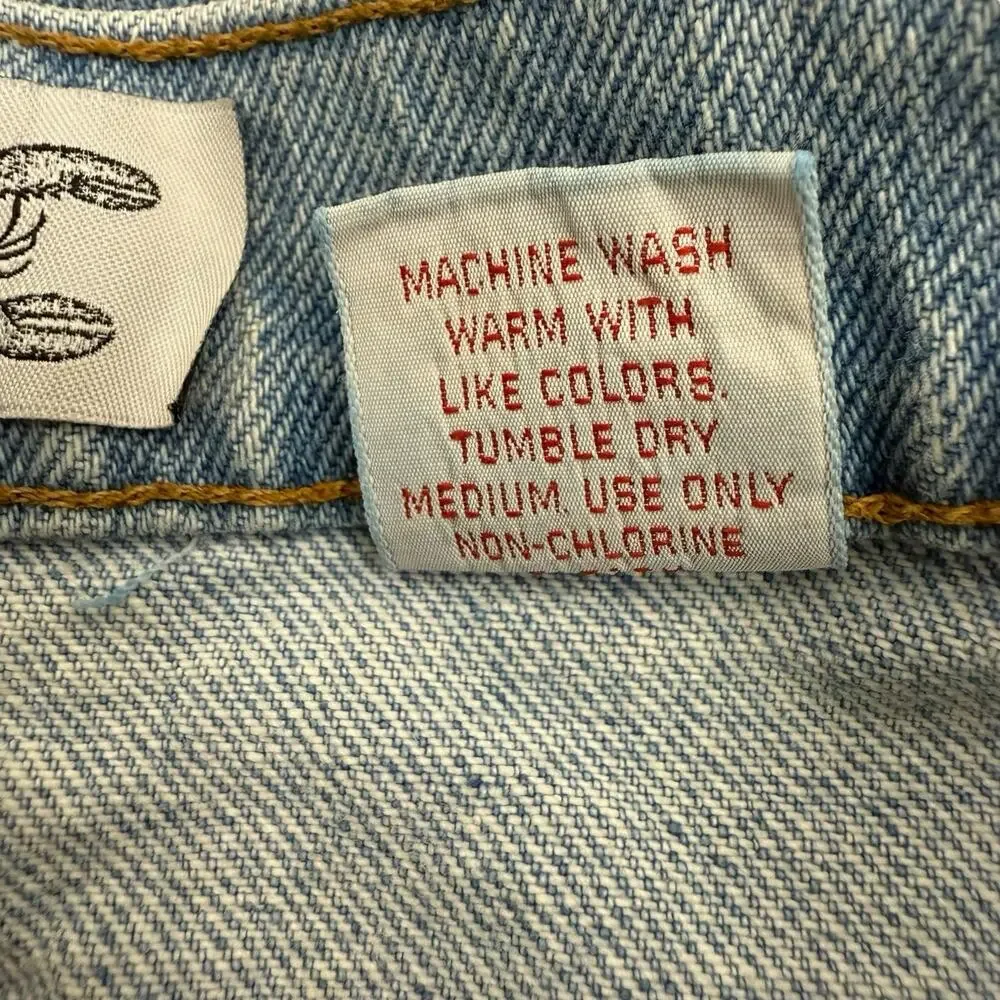 MACHINE WASH
WARM WITH
LIKE COLORS.
TUMBLE DRY
MEDIUM. USE ONLY
NON-CHLORINE